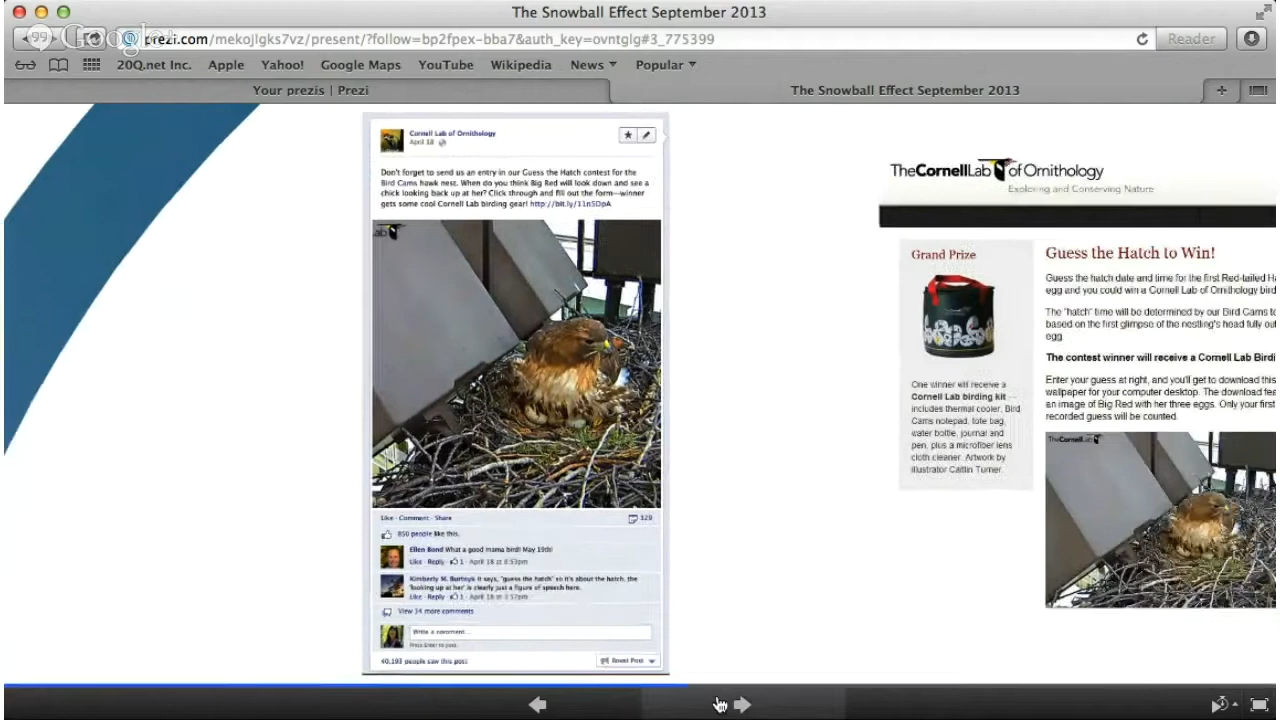 The Snowball Effect September 2013
Google+
prezi.com/mekojlgks7vz/present/?follow=bp2fpex-bba7&auth_key=ovntglg#3_775399
Reader
20Q.net Inc. Apple Yahoo! Google Maps YouTube Wikipedia News Popular
Your prezis | Prezi
The Snowball Effect September 2013
Cornell Lab of Ornithology
April 18
Don't forget to send us an entry in our Guess the Hatch contest for the
Bird Cams hawk nest. When do you think Big Red will look down and see a
chick looking back up at her? Click through and fill out the form—winner
gets some cool Cornell Lab birding gear! http://bit.ly/11n5DpA
Like · Comment · Share
129
850 people like this.
Ellen Bond What a good mama bird! May 19th!
Like · Reply · 1 · April 18 at 8:53pm
Kimberly M. Burtnyk It says, "guess the hatch" so it's about the hatch, the
"looking up at her" is clearly just a figure of speech here.
Like · Reply · 1 · April 18 at 3:57pm
View 34 more comments
Write a comment...
Press Enter to post.
40,193 people saw this post
Boost Post
TheCornellLab of Ornithology
Exploring and Conserving Nature
Grand Prize
One winner will receive a
Cornell Lab birding kit —
includes thermal cooler, Bird
Cams notepad, tote bag,
water bottle, journal and
pen, plus a microfiber lens
cloth cleaner. Artwork by
illustrator Caitlin Turner.
Guess the Hatch to Win!
Guess the hatch date and time for the first Red-tailed Ha
egg and you could win a Cornell Lab of Ornithology bird
The "hatch" time will be determined by our Bird Cams te
based on the first glimpse of the nestling's head fully out
egg.
The contest winner will receive a Cornell Lab Birdi
Enter your guess at right, and you'll get to download this
wallpaper for your computer desktop. The download fea
an image of Big Red with her three eggs. Only your first
recorded guess will be counted.
TheCornellLab